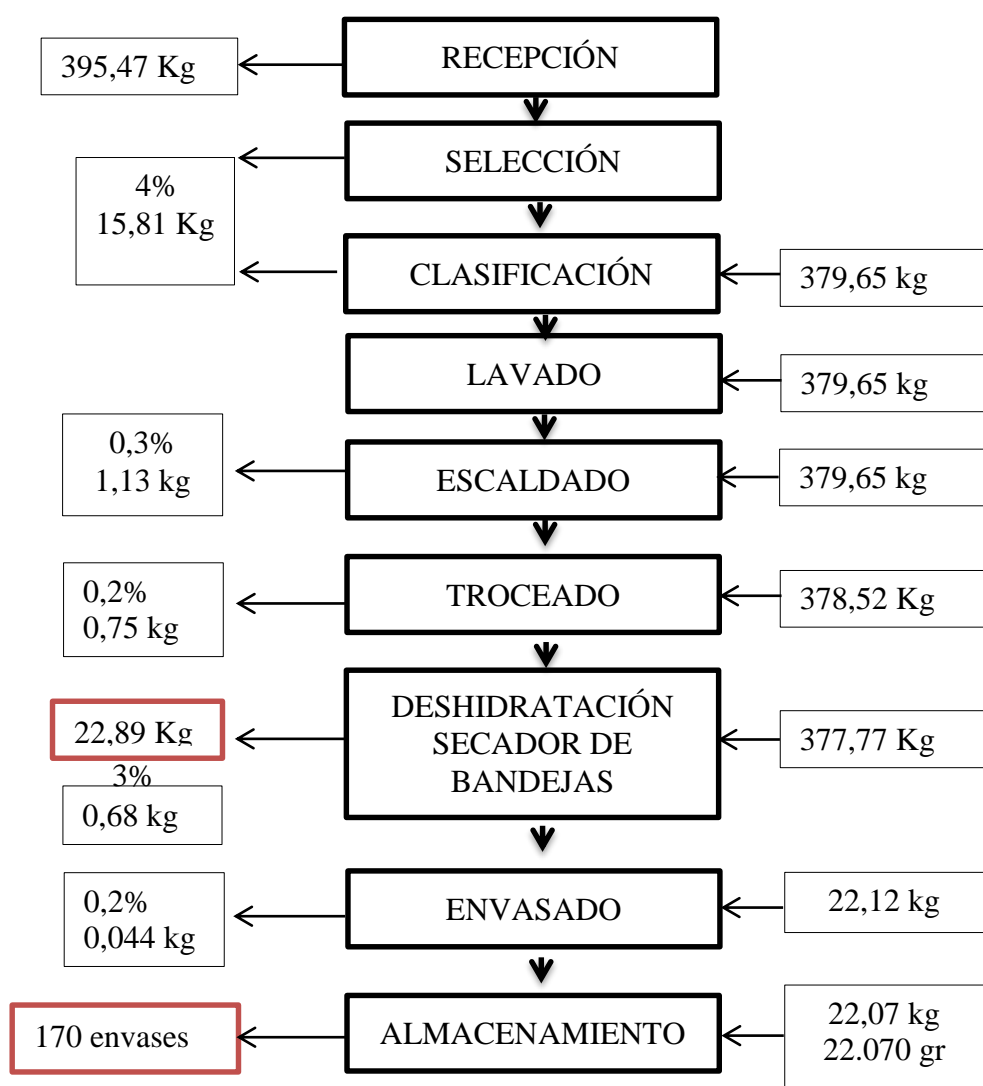 RECEPCIÓN
395,47 Kg
SELECCIÓN
4%
15,81 Kg
CLASIFICACIÓN
379,65 kg
LAVADO
379,65 kg
0,3%
1,13 kg
ESCALDADO
379,65 kg
0,2%
0,75 kg
TROCEADO
378,52 Kg
DESHIDRATACIÓN
SECADOR DE
BANDEJAS
22,89 Kg
3%
0,68 kg
377,77 Kg
0,2%
0,044 kg
ENVASADO
22,12 kg
170 envases
ALMACENAMIENTO
22,07 kg
22.070 gr